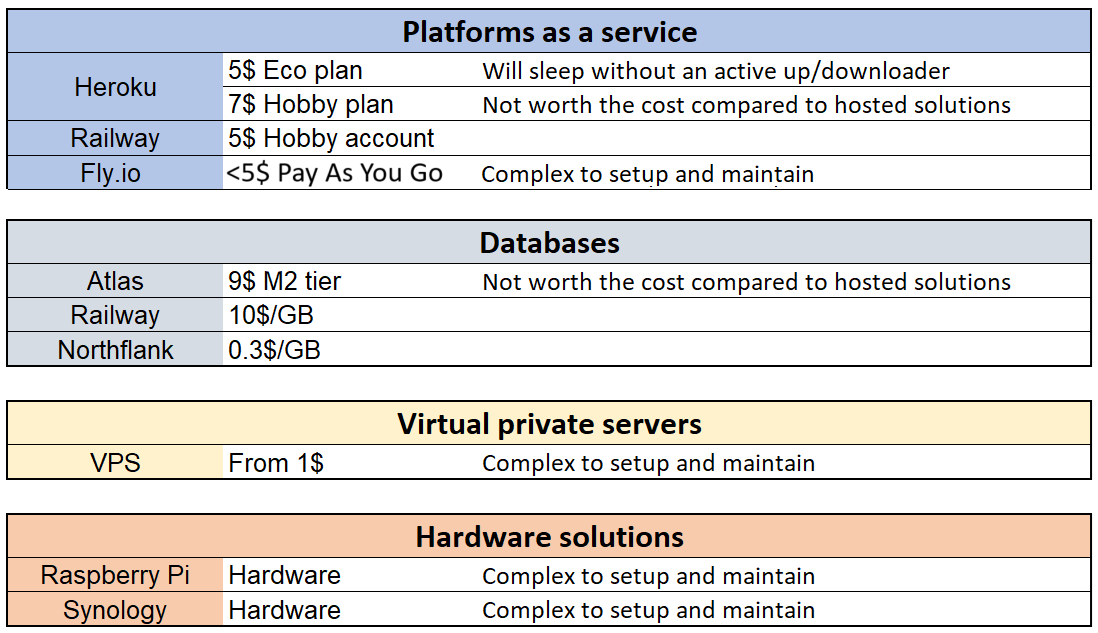 Platforms as a service
Heroku
5$ Eco plan Will sleep without an active up/downloader
7$ Hobby plan Not worth the cost compared to hosted solutions
Railway 5$ Hobby account
Fly.io <5$ Pay As You Go Complex to setup and maintain
Databases
Atlas 9$ M2 tier Not worth the cost compared to hosted solutions
Railway 10$/GB
Northflank 0.3$/GB
Virtual private servers
VPS From 1$ Complex to setup and maintain
Hardware solutions
Raspberry Pi Hardware Complex to setup and maintain
Synology Hardware Complex to setup and maintain